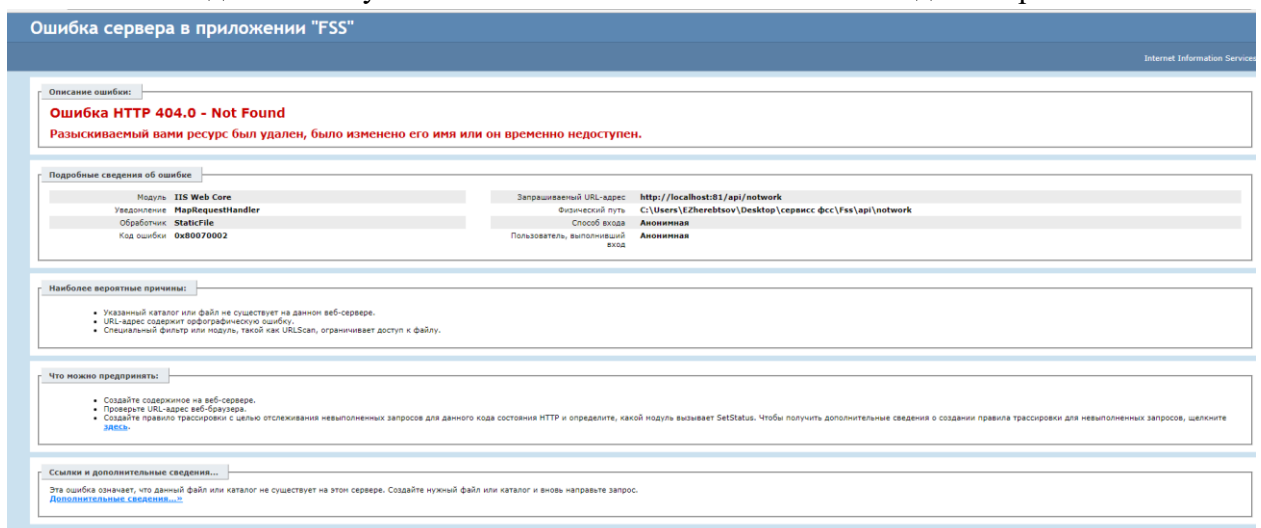 Ошибка сервера в приложении "FSS"
Internet Information Services
Описание ошибки:
Ошибка HTTP 404.0 - Not Found
Разыскиваемый вами ресурс был удален, было изменено его имя или он временно недоступен.
Подробные сведения об ошибке
Модуль IIS Web Core
Уведомление MapRequestHandler
Обработчик StaticFile
Код ошибки 0x80070002
Запрашиваемый URL-адрес http://localhost:81/api/notwork
Физический путь C:\Users\EZherebtsov\Desktop\сервисс фсс\Fss\api\notwork
Способ входа Анонимная
Пользователь, выполнивший Анонимная
вход
Наиболее вероятные причины:
• Указанный каталог или файл не существует на данном веб-сервере.
• URL-адрес содержит орфографическую ошибку.
• Специальный фильтр или модуль, такой как URLScan, ограничивает доступ к файлу.
Что можно предпринять:
• Создайте содержимое на веб-сервере.
• Проверьте URL-адрес веб-браузера.
• Создайте правило трассировки с целью отслеживания невыполненных запросов для данного кода состояния HTTP и определите, какой модуль вызывает SetStatus. Чтобы получить дополнительные сведения о создании правила трассировки для невыполненных запросов, щелкните
здесь.
Ссылки и дополнительные сведения...
Эта ошибка означает, что данный файл или каталог не существует на этом сервере. Создайте нужный файл или каталог и вновь направьте запрос.
Дополнительные сведения...»